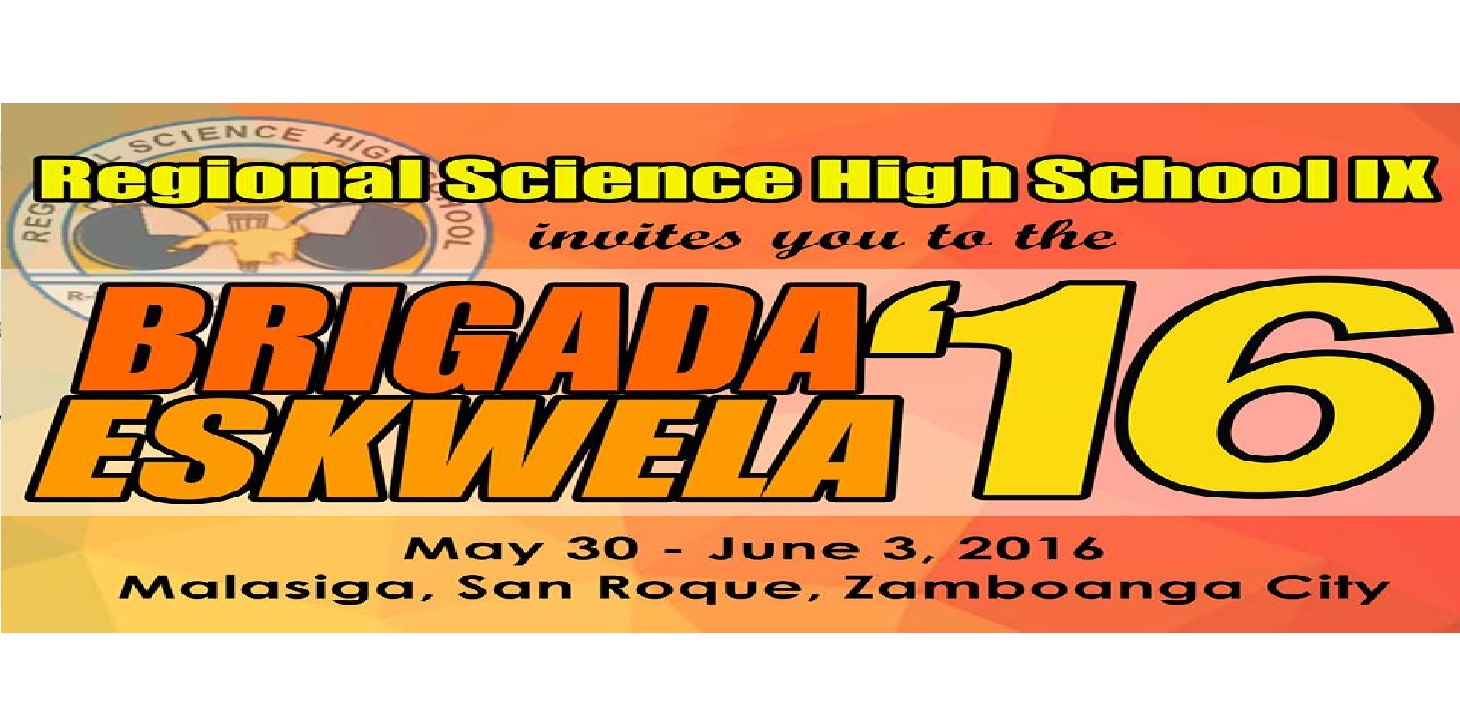 REGIONAL SCIENCE HIGH SCHOOL
Regional Science High School IX
invites you to the
BRIGADA '16
ESKWELA
May 30 - June 3, 2016
Malasiga, San Roque, Zamboanga City